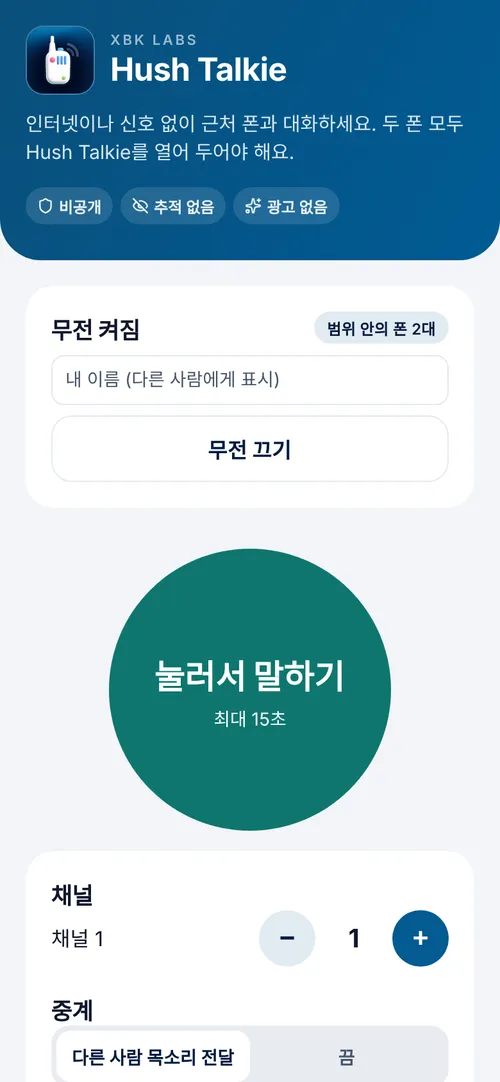 XBK LABS
Hush Talkie
인터넷이나 신호 없이 근처 폰과 대화하세요. 두 폰 모두
Hush Talkie를 열어 두어야 해요.
비공개
추적 없음
광고 없음
무전 켜짐
범위 안의 폰 2대
내 이름 (다른 사람에게 표시)
무전 끄기
눌러서 말하기
최대 15초
채널
채널 1
− 1 +
중계
다른 사람 목소리 전달
끔